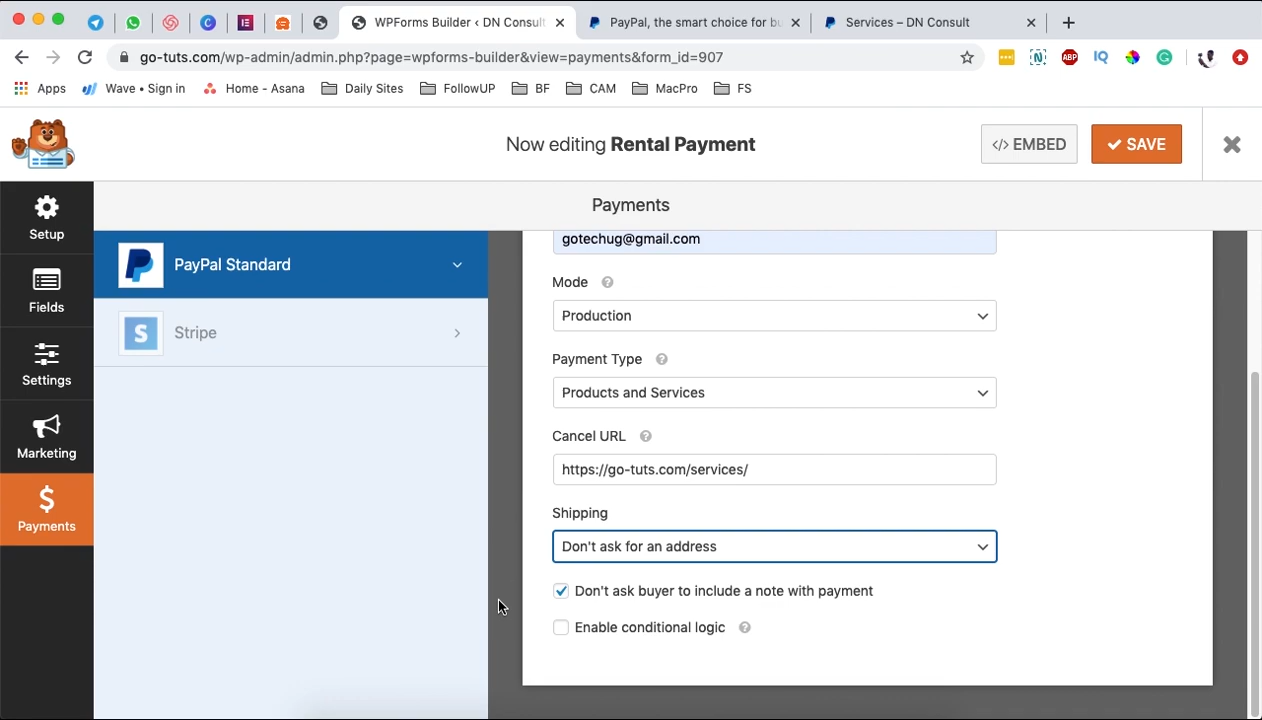 WPForms Builder ‹ DN Consult
PayPal, the smart choice for bu
Services – DN Consult
go-tuts.com/wp-admin/admin.php?page=wpforms-builder&view=payments&form_id=907
Apps
Wave • Sign in
Home - Asana
Daily Sites
FollowUP
BF
CAM
MacPro
FS
Now editing Rental Payment
</> EMBED
SAVE
Payments
Setup
Fields
Settings
Marketing
Payments
PayPal Standard
Stripe
gotechug@gmail.com
Mode
Production
Payment Type
Products and Services
Cancel URL
https://go-tuts.com/services/
Shipping
Don't ask for an address
Don't ask buyer to include a note with payment
Enable conditional logic